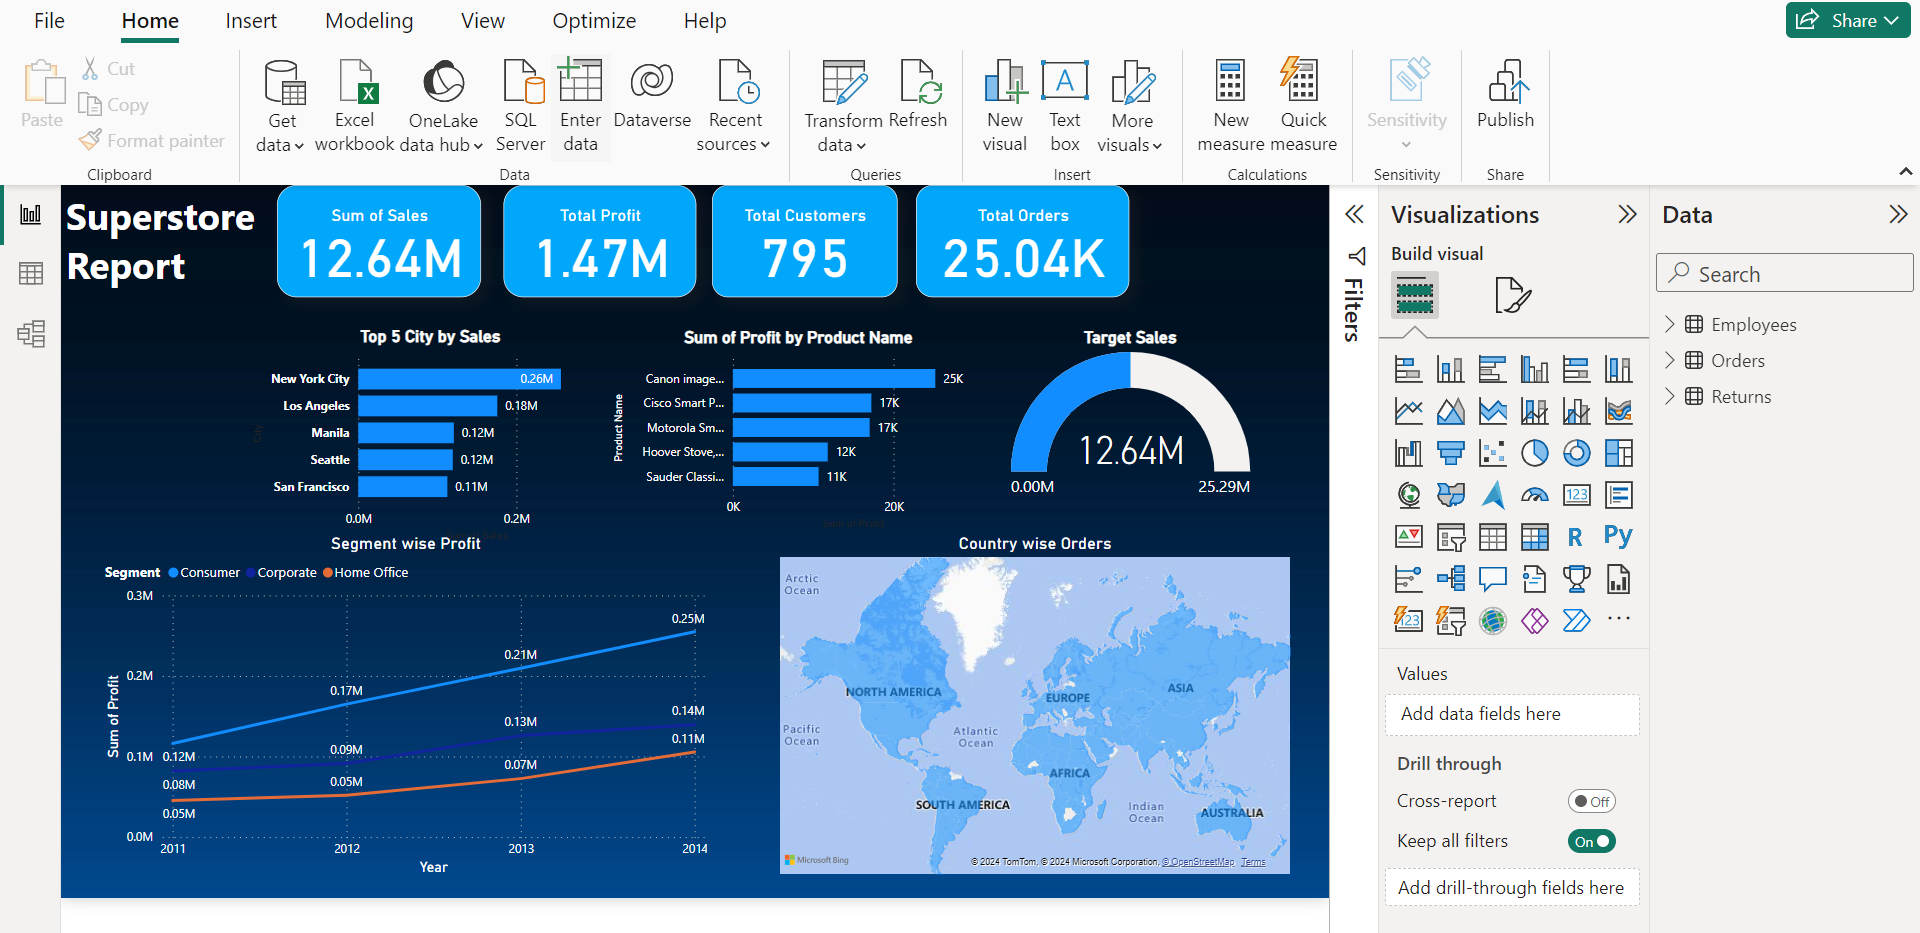 File Home Insert Modeling View Optimize Help
Share
Paste
Cut
Copy
Format painter
Clipboard
Get
data
Excel
workbook
OneLake
data hub
SQL
Server
Enter
data
Dataverse
Recent
sources
Data
Transform
data
Refresh
Queries
New
visual
A
Text
box
More
visuals
Insert
New
measure
Quick
measure
Calculations
Sensitivity
Sensitivity
Publish
Share
Superstore
Report
Sum of Sales
12.64M
Total Profit
1.47M
Total Customers
795
Total Orders
25.04K
Top 5 City by Sales
City
New York City 0.26M
Los Angeles 0.18M
Manila 0.12M
Seattle 0.12M
San Francisco 0.11M
0.0M 0.2M
Sum of Profit by Product Name
Product Name
Canon image... 25K
Cisco Smart P... 17K
Motorola Sm... 17K
Hoover Stove,... 12K
Sauder Classi... 11K
0K 20K
Sum of Profit
Target Sales
12.64M
0.00M 25.29M
Segment wise Profit
Segment Consumer Corporate Home Office
Sum of Profit
0.3M
0.2M
0.1M
0.0M
0.12M 0.17M 0.21M 0.25M
0.08M 0.09M 0.13M 0.14M
0.05M 0.05M 0.07M 0.11M
2011 2012 2013 2014
Year
Country wise Orders
Arctic
Ocean
NORTH AMERICA
EUROPE
ASIA
Pacific
Ocean
Atlantic
Ocean
AFRICA
SOUTH AMERICA
Indian
Ocean
AUSTRALIA
Microsoft Bing
© 2024 TomTom, © 2024 Microsoft Corporation, © OpenStreetMap Terms
Filters
Visualizations
Build visual
123
R
Py
123
Values
Add data fields here
Drill through
Cross-report Off
Keep all filters On
Add drill-through fields here
Data
Search
Employees
Orders
Returns